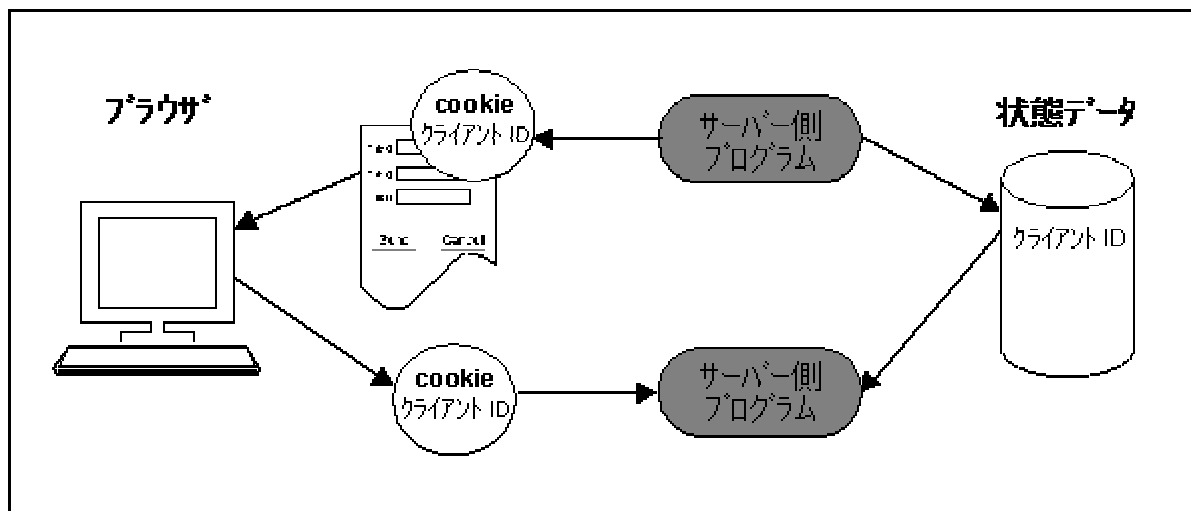 ブラウザ
cookie
クライアント ID
サーバー側
プログラム
状態データ
クライアント ID
cookie
クライアント ID
サーバー側
プログラム